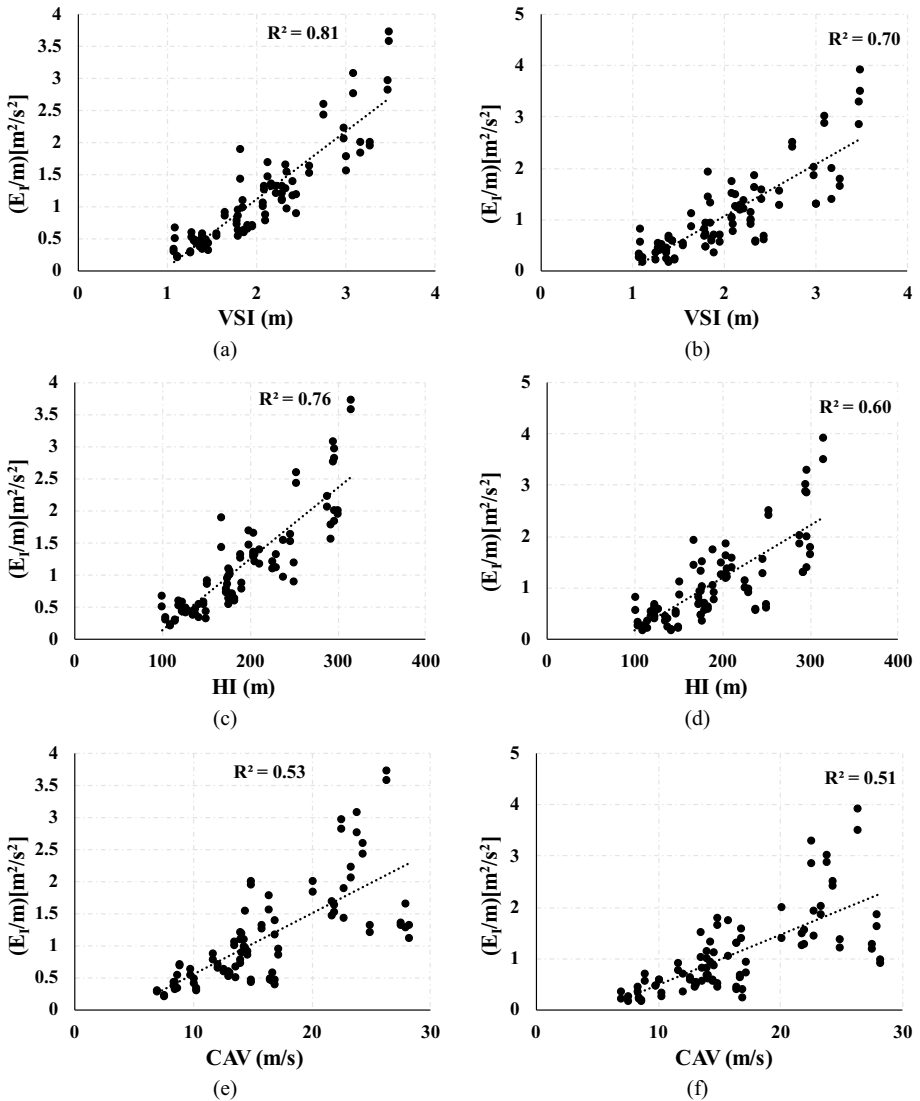 R² = 0.81
(E_I/m)[m²/s²]
4
3.5
3
2.5
2
1.5
1
0.5
0
0 1 2 3 4
VSI (m)
(a)
R² = 0.70
(E_I/m)[m²/s²]
5
4
3
2
1
0
0 1 2 3 4
VSI (m)
(b)
R² = 0.76
(E_I/m)[m²/s²]
4
3.5
3
2.5
2
1.5
1
0.5
0
0 100 200 300 400
HI (m)
(c)
R² = 0.60
(E_I/m)[m²/s²]
5
4
3
2
1
0
0 100 200 300 400
HI (m)
(d)
R² = 0.53
(E_I/m)[m²/s²]
4
3.5
3
2.5
2
1.5
1
0.5
0
0 10 20 30
CAV (m/s)
(e)
R² = 0.51
(E_I/m)[m²/s²]
5
4
3
2
1
0
0 10 20 30
CAV (m/s)
(f)